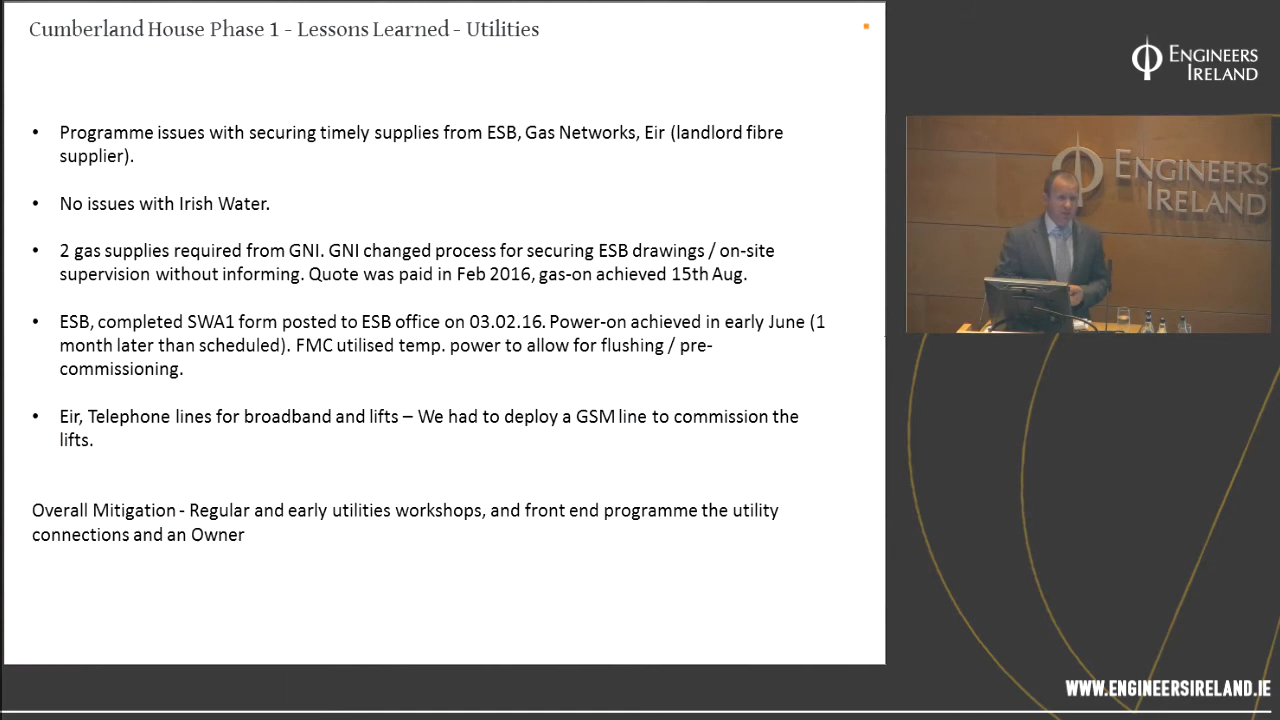 Cumberland House Phase 1 - Lessons Learned - Utilities
• Programme issues with securing timely supplies from ESB, Gas Networks, Eir (landlord fibre
supplier).
• No issues with Irish Water.
• 2 gas supplies required from GNI. GNI changed process for securing ESB drawings / on-site
supervision without informing. Quote was paid in Feb 2016, gas-on achieved 15th Aug.
• ESB, completed SWA1 form posted to ESB office on 03.02.16. Power-on achieved in early June (1
month later than scheduled). FMC utilised temp. power to allow for flushing / pre-
commissioning.
• Eir, Telephone lines for broadband and lifts – We had to deploy a GSM line to commission the
lifts.
Overall Mitigation - Regular and early utilities workshops, and front end programme the utility
connections and an Owner
ENGINEERS
IRELAND
ENGINEERS
IRELAND
WWW.ENGINEERSIRELAND.IE